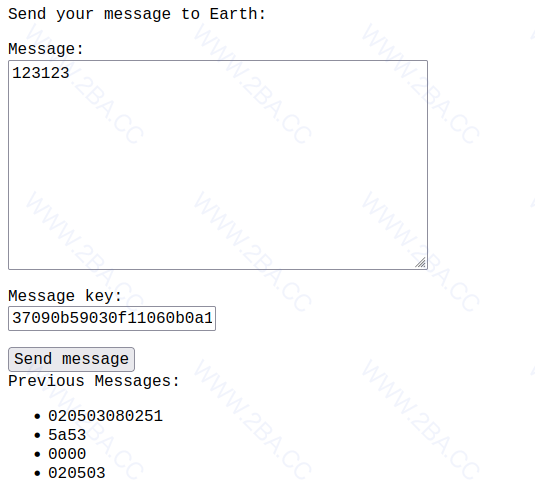 Send your message to Earth:
Message:
123123
Message key:
37090b59030f11060b0a1
Send message
Previous Messages:
020503080251
5a53
0000
020503
WWW.2BA.CC